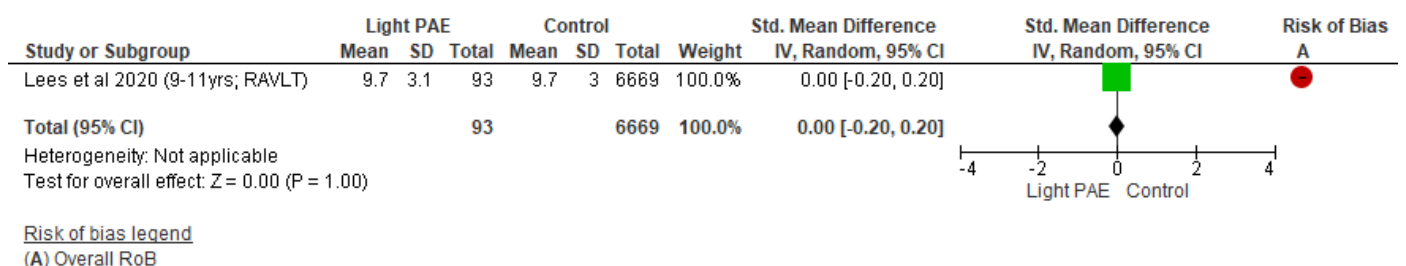 Light PAE Control Std. Mean Difference Std. Mean Difference Risk of Bias
Study or Subgroup Mean SD Total Mean SD Total Weight IV, Random, 95% CI IV, Random, 95% CI A
Lees et al 2020 (9-11yrs; RAVLT) 9.7 3.1 93 9.7 3 6669 100.0% 0.00 [-0.20, 0.20]
Total (95% CI) 93 6669 100.0% 0.00 [-0.20, 0.20]
Heterogeneity: Not applicable
Test for overall effect: Z = 0.00 (P = 1.00)
-4 -2 0 2 4
Light PAE Control
Risk of bias legend
(A) Overall RoB